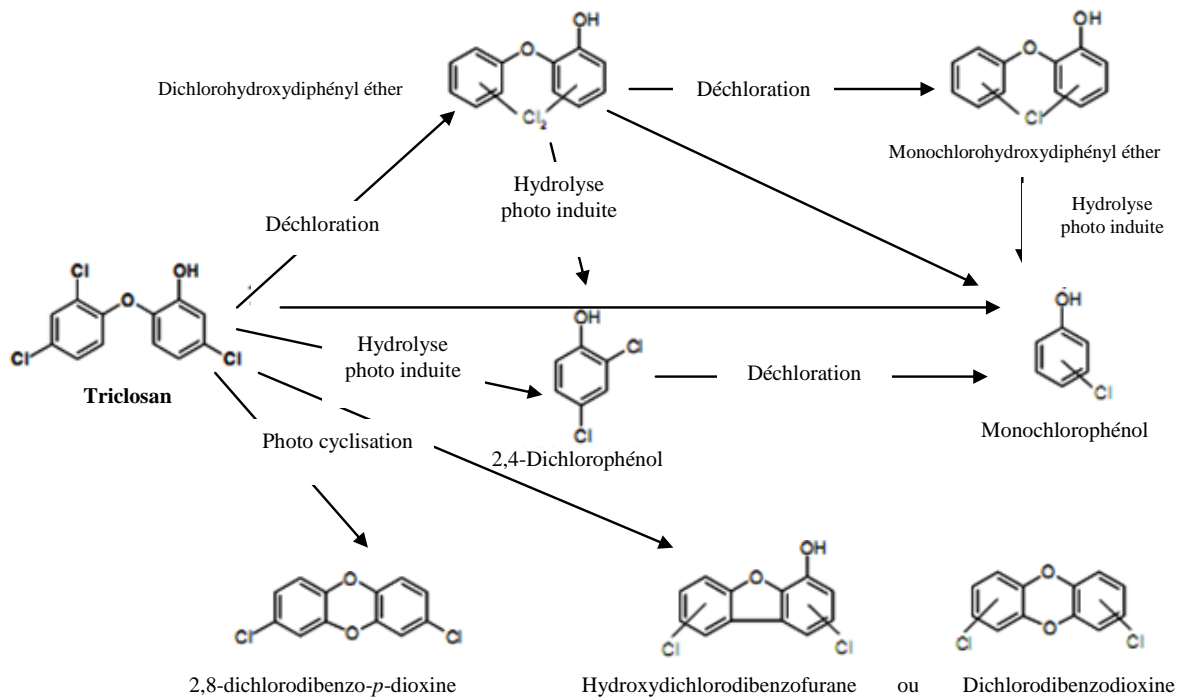 OH
OH
O
O
Dichlorohydroxydiphényl éther
Déchloration
Cl2
Cl
Monochlorohydroxydiphényl éther
Hydrolyse
photo induite
Hydrolyse
photo induite
Déchloration
Cl
OH
O
Cl
Cl
Triclosan
OH
OH
Cl
Hydrolyse
photo induite
Déchloration
Cl
Cl
2,4-Dichlorophénol
Monochlorophénol
Photo cyclisation
O
O
Cl
Cl
OH
O
Cl
Cl
O
O
Cl
Cl
2,8-dichlorodibenzo-p-dioxine
Hydroxydichlorodibenzofurane ou Dichlorodibenzodioxine